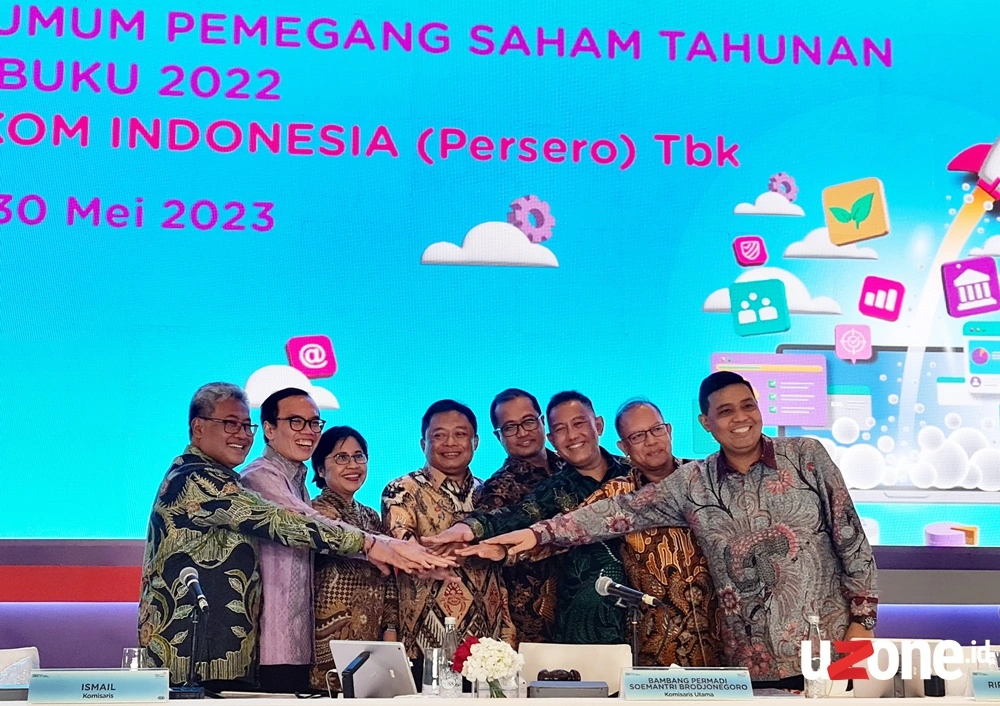 UMUM PEMEGANG SAHAM TAHUNAN
BUKU 2022
KOM INDONESIA (Persero) Tbk
30 Mei 2023
@
ISMAIL
Komisaris
BAMBANG PERMADI
SOEMANTRI BRODJONEGORO
Komisaris Utama
uzone.id